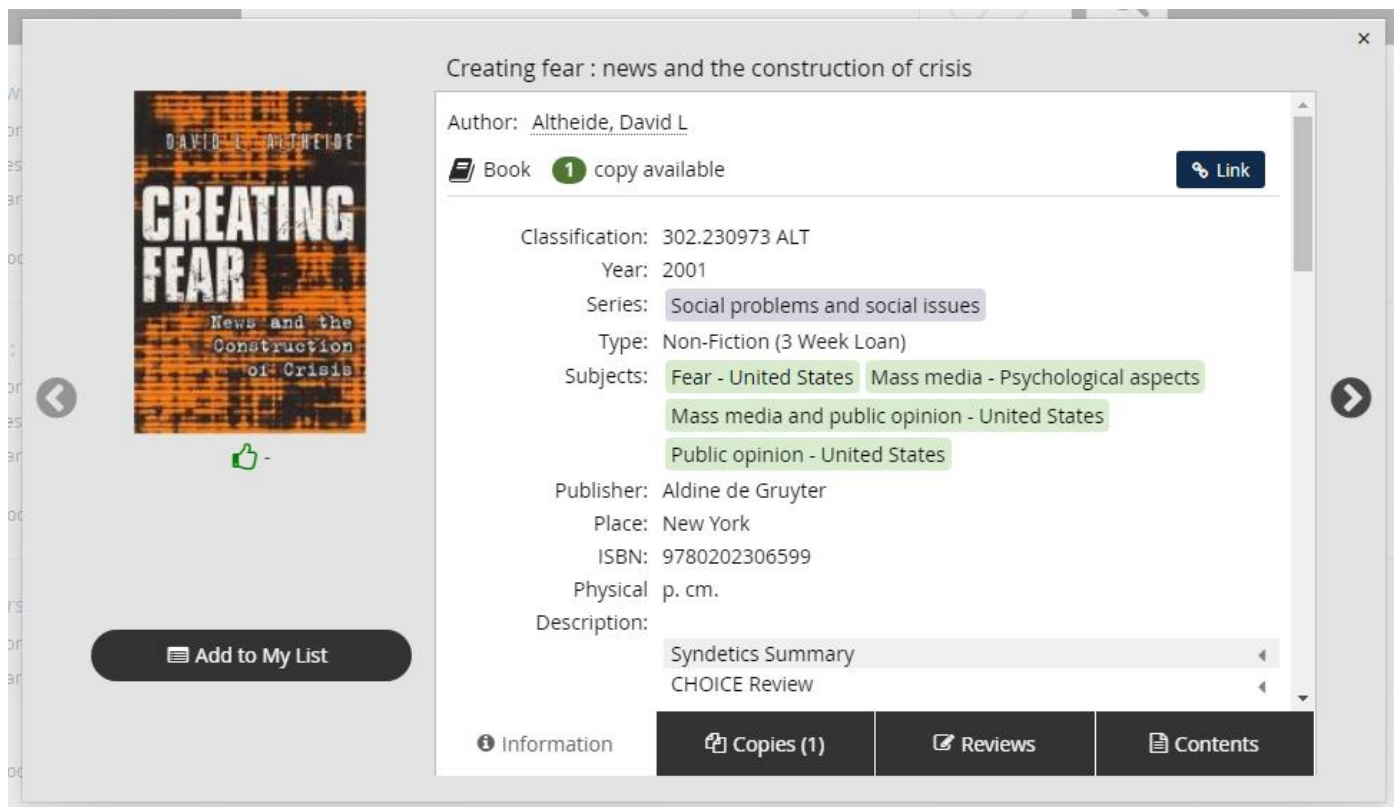 ×
Creating fear : news and the construction of crisis
DAVID L. ALTHEIDE
CREATING
FEAR
News and the
Construction
of Crisis
-
Add to My List
Author: Altheide, David L
Book 1 copy available
Link
Classification: 302.230973 ALT
Year: 2001
Series: Social problems and social issues
Type: Non-Fiction (3 Week Loan)
Subjects: Fear - United States Mass media - Psychological aspects
Mass media and public opinion - United States
Public opinion - United States
Publisher: Aldine de Gruyter
Place: New York
ISBN: 9780202306599
Physical p. cm.
Description:
Syndetics Summary
CHOICE Review
Information Copies (1) Reviews Contents